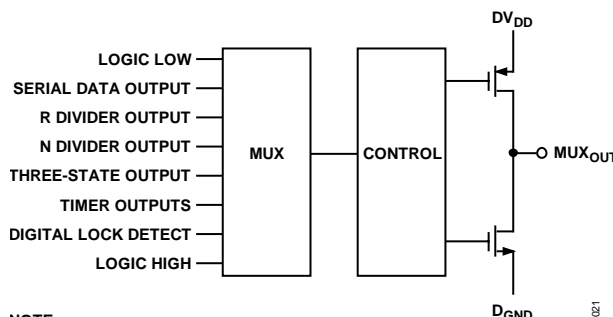 DVDD
LOGIC LOW
SERIAL DATA OUTPUT
R DIVIDER OUTPUT
N DIVIDER OUTPUT
THREE-STATE OUTPUT
TIMER OUTPUTS
DIGITAL LOCK DETECT
LOGIC HIGH
MUX
CONTROL
MUXOUT
DGND
021